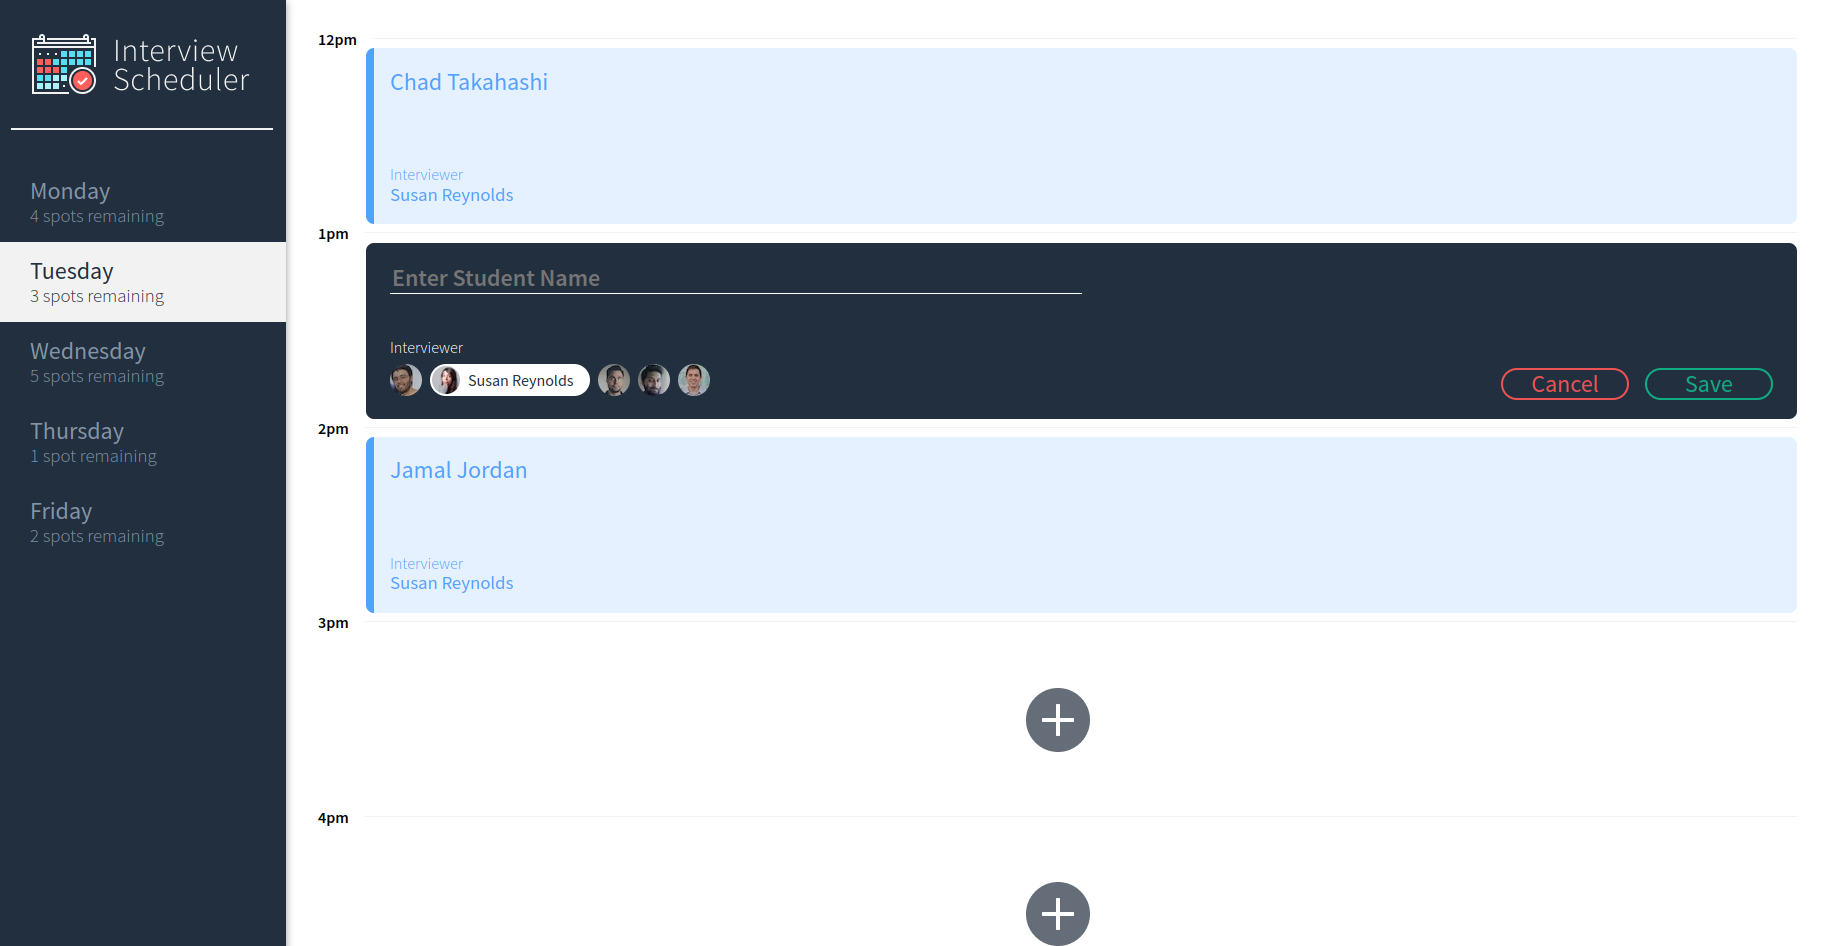 Interview
Scheduler
Monday
4 spots remaining
Tuesday
3 spots remaining
Wednesday
5 spots remaining
Thursday
1 spot remaining
Friday
2 spots remaining
12pm
Chad Takahashi
Interviewer
Susan Reynolds
1pm
Enter Student Name
Interviewer
Susan Reynolds
Cancel
Save
2pm
Jamal Jordan
Interviewer
Susan Reynolds
3pm
4pm